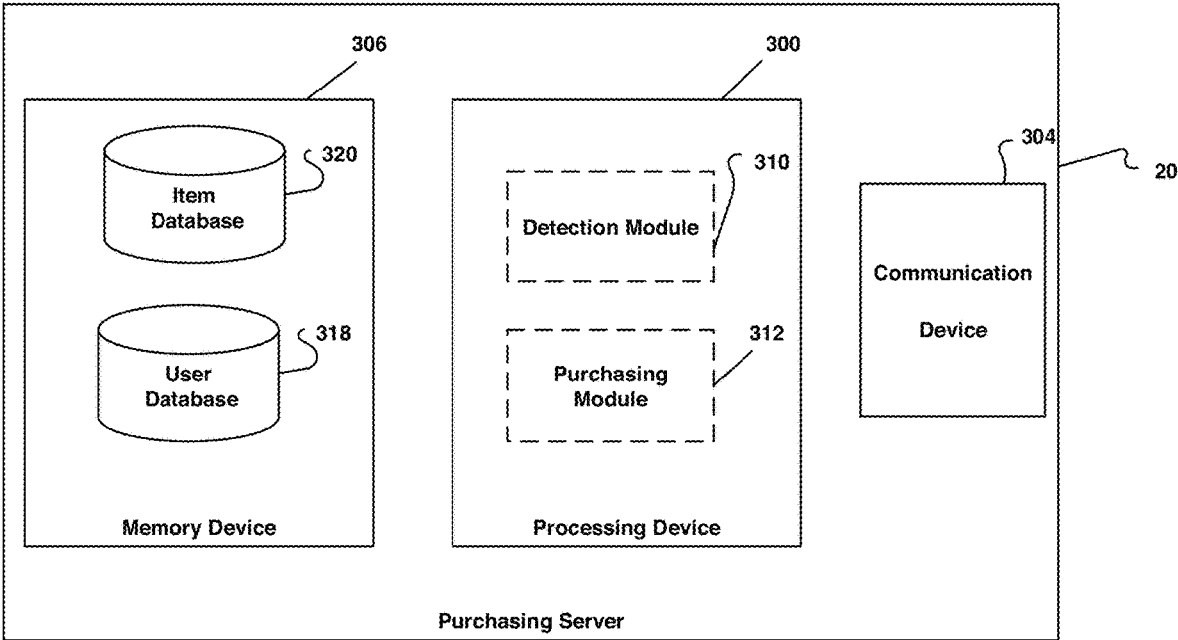 306
300
304
20
320
Item
Database
310
Detection Module
Communication
Device
318
User
Database
312
Purchasing
Module
Memory Device
Processing Device
Purchasing Server